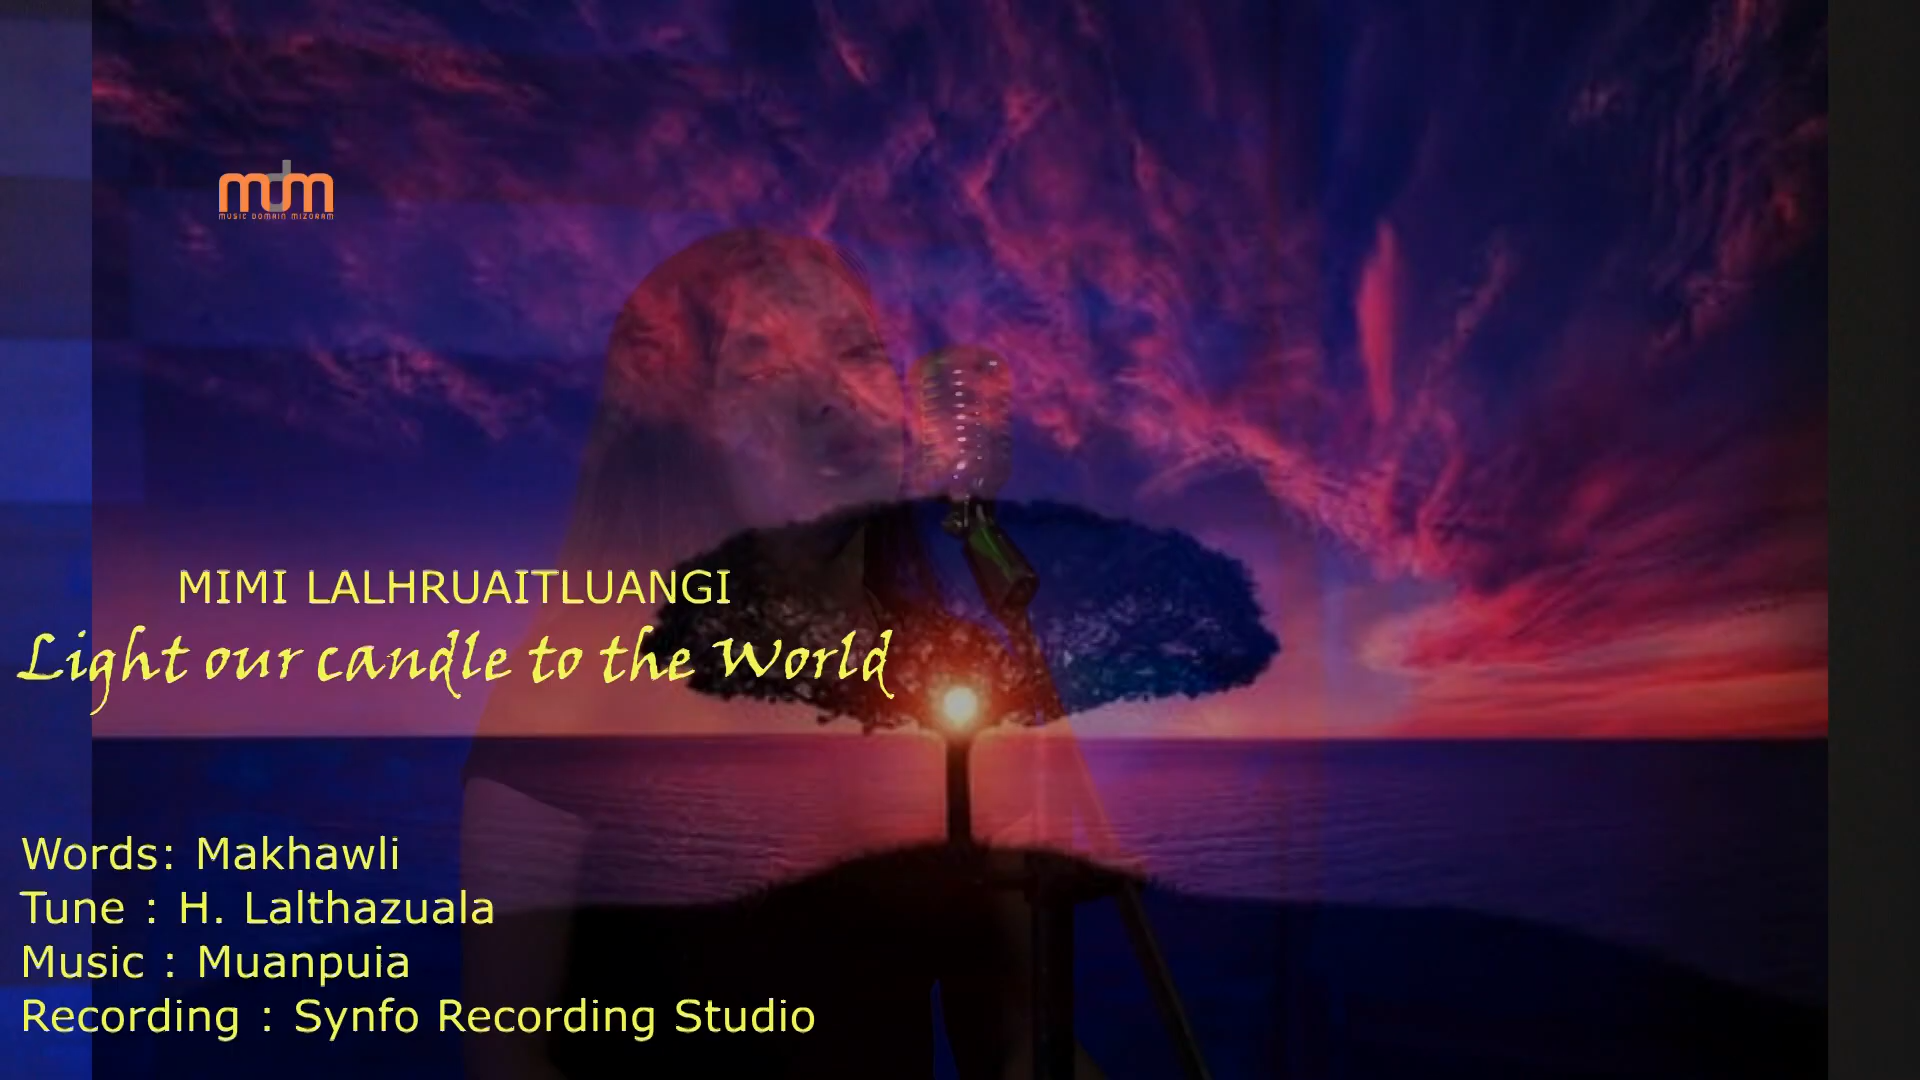 mdm
MUSIC DOMAIN MIZORAM
MIMI LALHRUAITLUANGI
Light our candle to the World
Words: Makhawli
Tune : H. Lalthazuala
Music : Muanpuia
Recording : Synfo Recording Studio